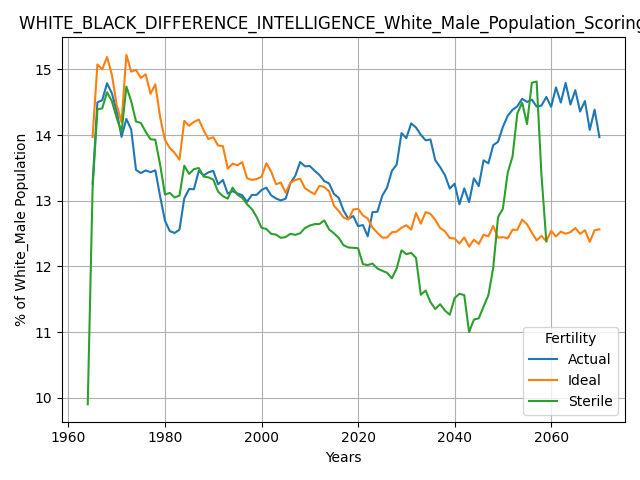 WHITE_BLACK_DIFFERENCE_INTELLIGENCE_White_Male_Population_Scoring
% of White_Male Population
15
14
13
12
11
10
1960
1980
2000
2020
2040
2060
Years
Fertility
Actual
Ideal
Sterile